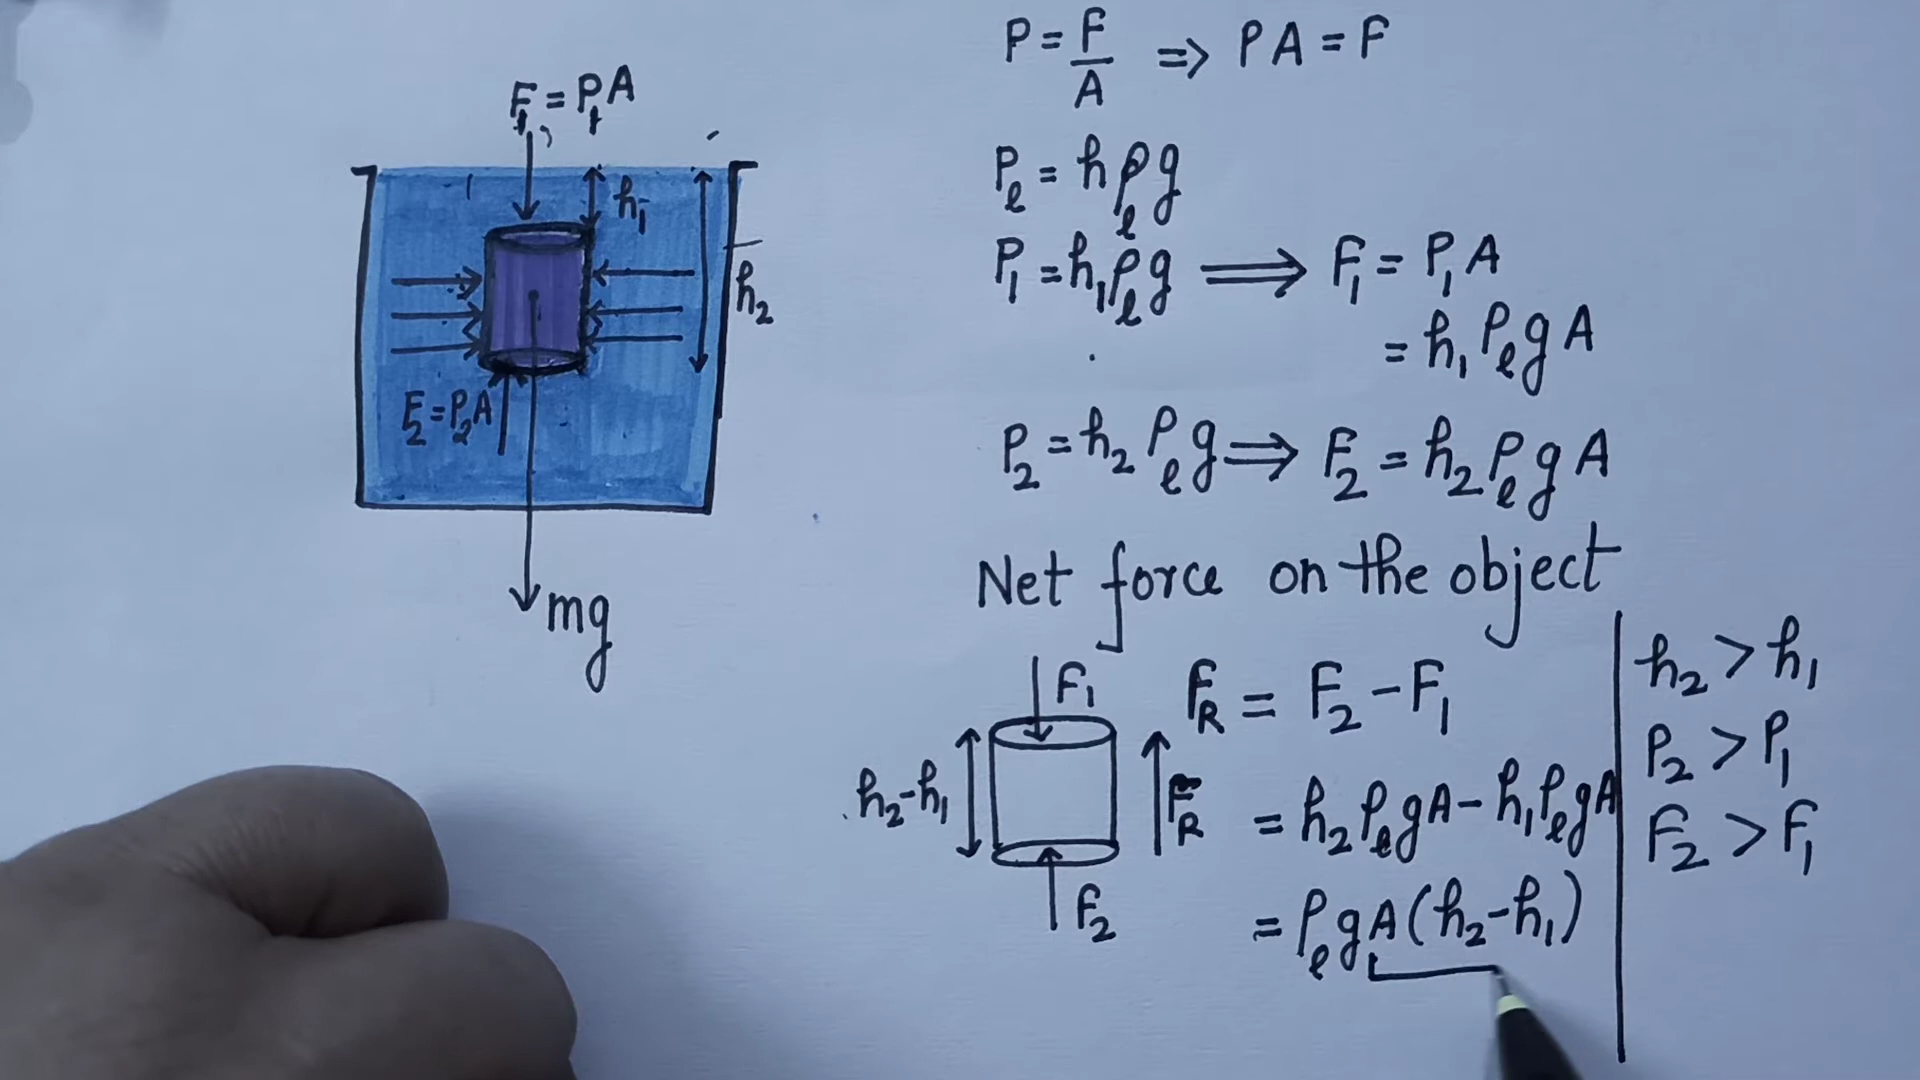 F₁ = P₁A
h₁
h₂
F₂ = P₂A
mg
P = F/A ⇒ PA = F
Pₗ = hρₗg
P₁ = h₁ρₗg ⟹ F₁ = P₁A
= h₁ρₗgA
P₂ = h₂ρₗg ⟹ F₂ = h₂ρₗgA
Net force on the object
F₁
h₂-h₁
F_R
F₂
F_R = F₂ - F₁
= h₂ρₗgA - h₁ρₗgA
= ρₗgA(h₂-h₁)
h₂ > h₁
P₂ > P₁
F₂ > F₁